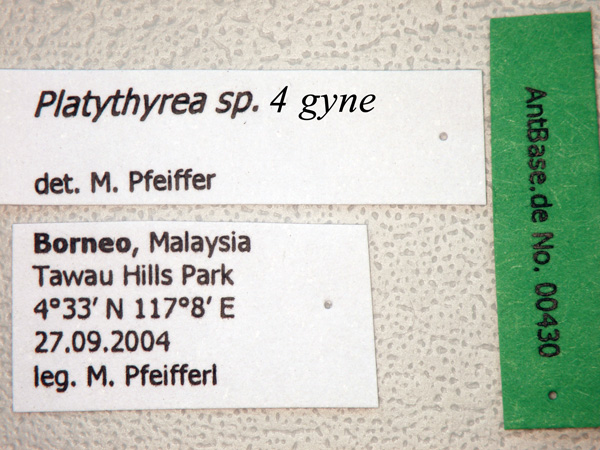 Platythyrea sp. 4 gyne
det. M. Pfeiffer
Borneo, Malaysia
Tawau Hills Park
4°33′ N 117°8′ E
27.09.2004
leg. M. Pfeifferl
AntBase.de No. 00430